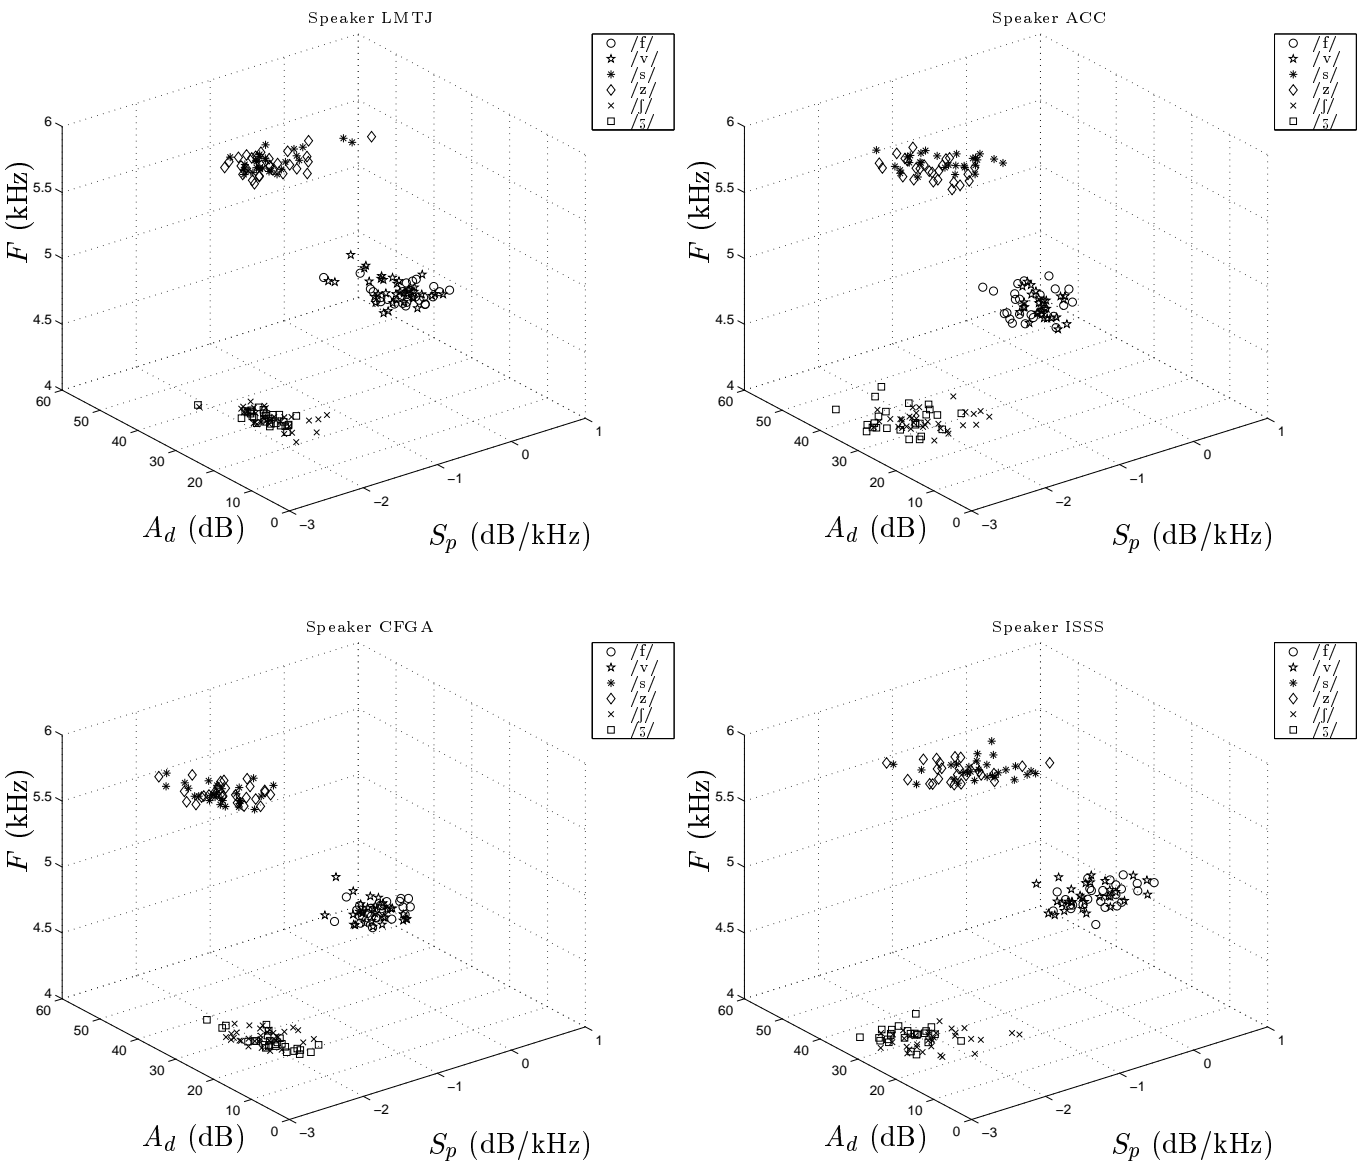 Speaker LMTJ
/f/
/v/
/s/
/z/
/ʃ/
/ʒ/
6
5.5
5
4.5
4
60
50
40
30
20
10
0
−3
−2
−1
0
1
F (kHz)
A_d (dB)
S_p (dB/kHz)
Speaker ACC
/f/
/v/
/s/
/z/
/ʃ/
/ʒ/
6
5.5
5
4.5
4
60
50
40
30
20
10
0
−3
−2
−1
0
1
F (kHz)
A_d (dB)
S_p (dB/kHz)
Speaker CFGA
/f/
/v/
/s/
/z/
/ʃ/
/ʒ/
6
5.5
5
4.5
4
60
50
40
30
20
10
0
−3
−2
−1
0
1
F (kHz)
A_d (dB)
S_p (dB/kHz)
Speaker ISSS
/f/
/v/
/s/
/z/
/ʃ/
/ʒ/
6
5.5
5
4.5
4
60
50
40
30
20
10
0
−3
−2
−1
0
1
F (kHz)
A_d (dB)
S_p (dB/kHz)